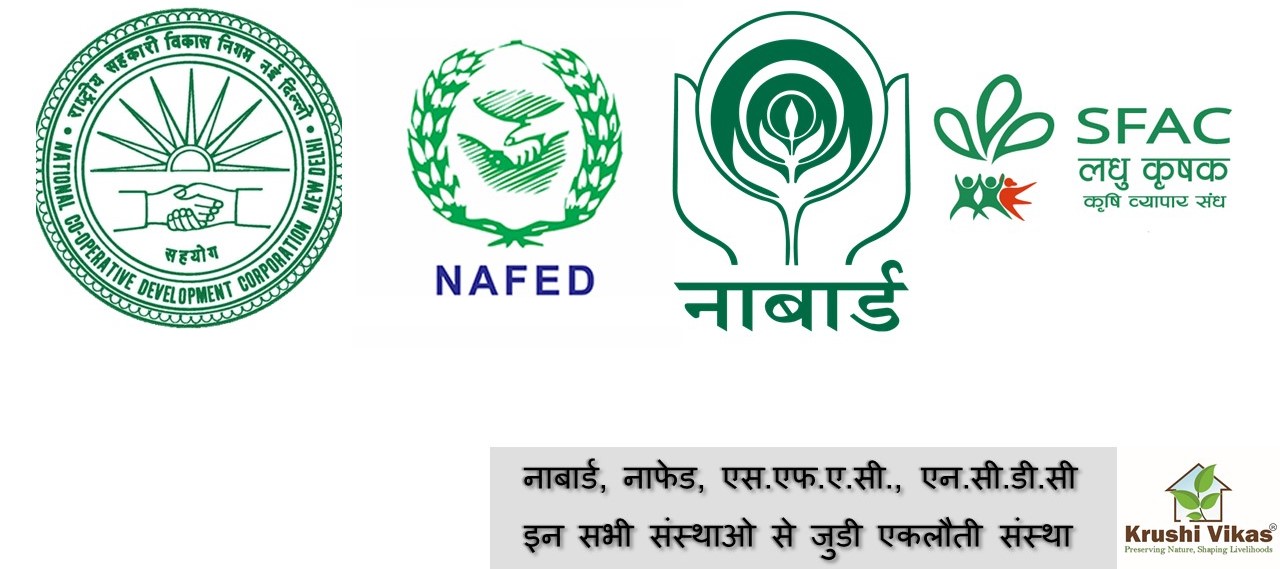 राष्ट्रीय सहकारी विकास निगम नई दिल्ली
सहयोग
NATIONAL CO-OPERATIVE DEVELOPMENT CORPORATION NEW DELHI
NAFED
नाबार्ड
SFAC
लघु कृषक
कृषि व्यापार संघ
नाबार्ड, नाफेड, एस.एफ.ए.सी., एन.सी.डी.सी
इन सभी संस्थाओ से जुडी एकलौती संस्था
Krushi Vikas®
Preserving Nature, Shaping Livelihoods